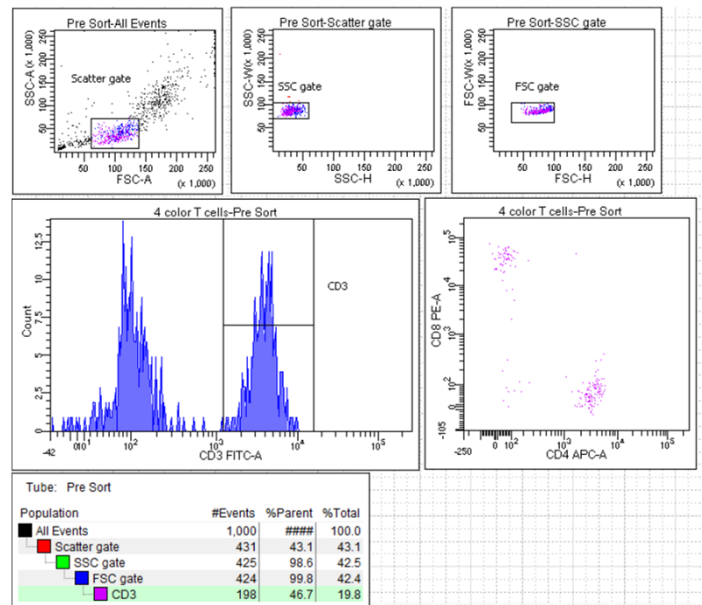 Pre Sort-All Events
SSC-A (x 1,000)
250
200
150
100
50
Scatter gate
50 100 150 200 250
FSC-A
(x 1,000)
Pre Sort-Scatter gate
SSC-W (x 1,000)
250
200
150
100
50
SSC gate
50 100 150 200 250
SSC-H
(x 1,000)
Pre Sort-SSC gate
FSC-W (x 1,000)
250
200
150
100
50
FSC gate
50 100 150 200 250
FSC-H
(x 1,000)
4 color T cells-Pre Sort
Count
12.5
10
7.5
5
2.5
0
CD3
-42 0 10¹ 10² 10³ 10⁴ 10⁵
CD3 FITC-A
4 color T cells-Pre Sort
CD8 PE-A
10⁵
10⁴
10³
10²
0
-105
-250 0 10² 10³ 10⁴ 10⁵
CD4 APC-A
Tube: Pre Sort
Population #Events %Parent %Total
All Events 1,000 #### 100.0
Scatter gate 431 43.1 43.1
SSC gate 425 98.6 42.5
FSC gate 424 99.8 42.4
CD3 198 46.7 19.8